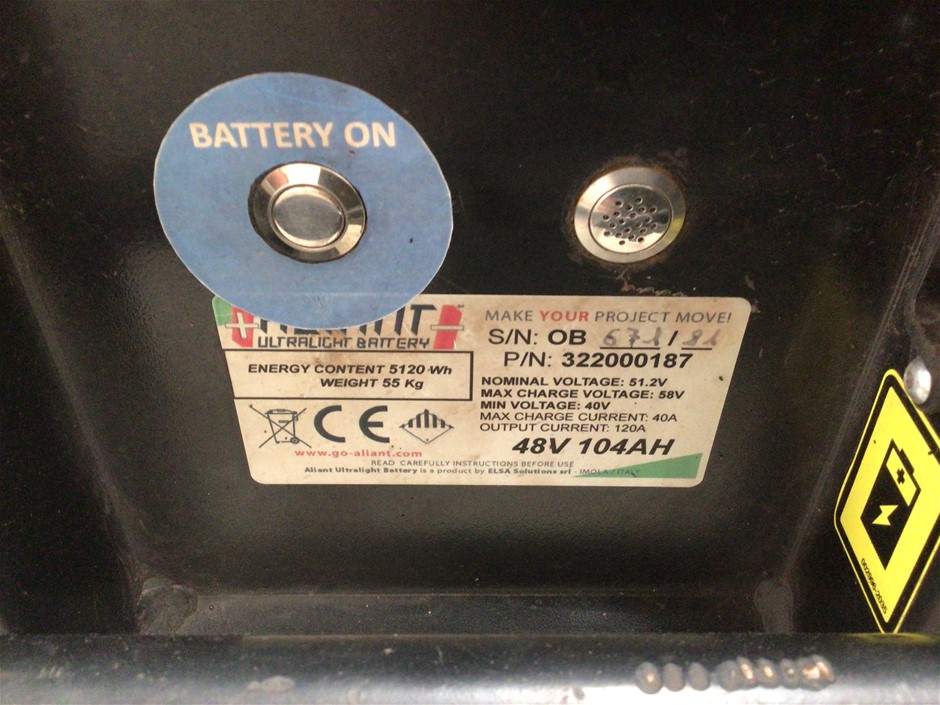 BATTERY ON
ALIANT
ULTRALIGHT BATTERY
ENERGY CONTENT 5120 Wh
WEIGHT 55 Kg
CE
www.go-aliant.com
MAKE YOUR PROJECT MOVE!
S/N: OB 671/81
P/N: 322000187
NOMINAL VOLTAGE: 51.2V
MAX CHARGE VOLTAGE: 58V
MIN VOLTAGE: 40V
MAX CHARGE CURRENT: 40A
OUTPUT CURRENT: 120A
48V 104AH
READ CAREFULLY INSTRUCTIONS BEFORE USE
Aliant Ultralight Battery is a product by ELSA Solutions srl - IMOLA / ITALY